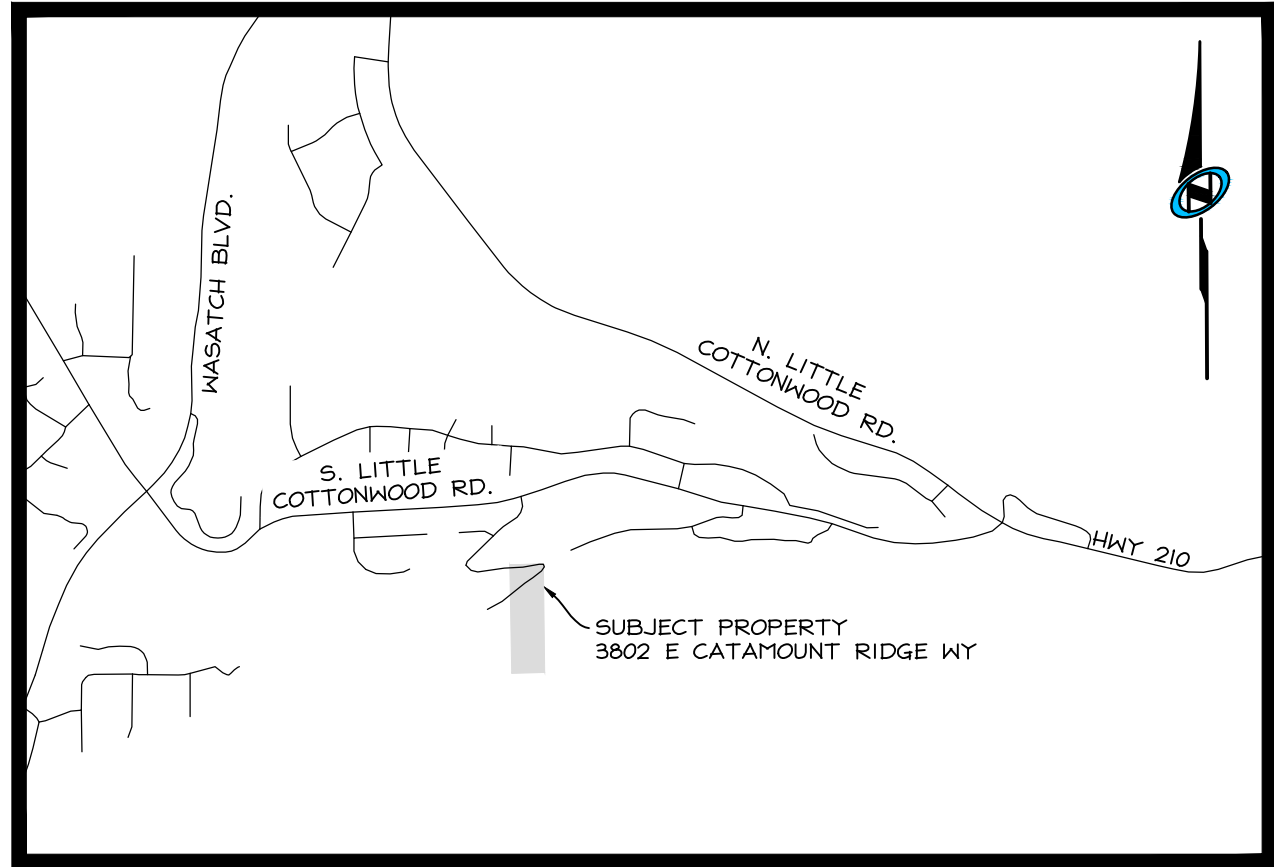 N
WASATCH BLVD.
N. LITTLE
COTTONWOOD RD.
S. LITTLE
COTTONWOOD RD.
HWY 210
SUBJECT PROPERTY
3802 E CATAMOUNT RIDGE WY